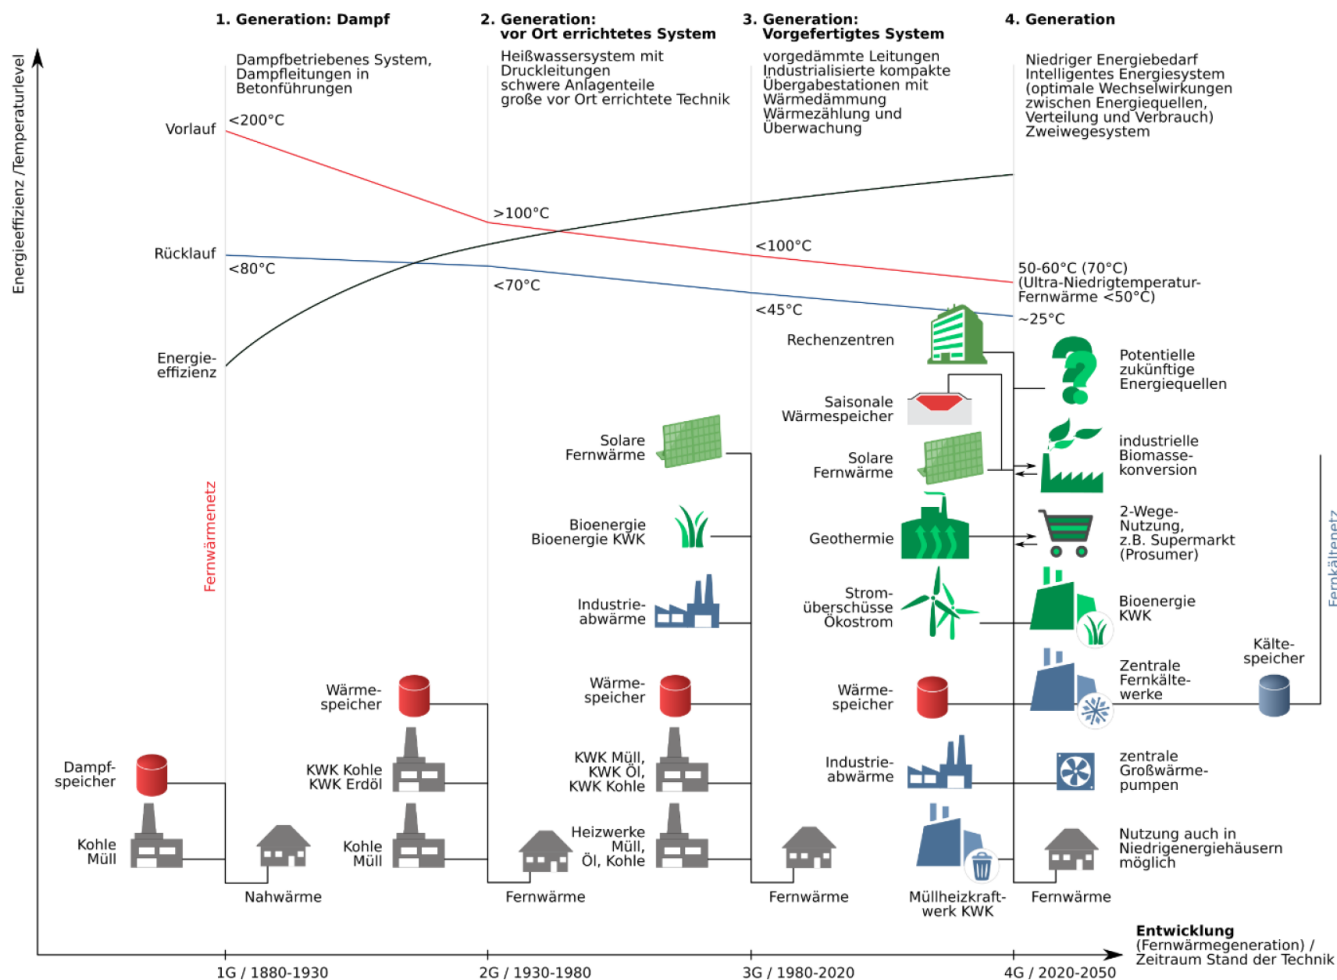 1. Generation: Dampf
Dampfbetriebenes System,
Dampfleitungen in
Betonführungen
2. Generation:
vor Ort errichtetes System
Heißwassersystem mit
Druckleitungen
schwere Anlagenteile
große vor Ort errichtete Technik
3. Generation:
Vorgefertigtes System
vorgedämmte Leitungen
Industrialisierte kompakte
Übergabestationen mit
Wärmedämmung
Wärmezählung und
Überwachung
4. Generation
Niedriger Energiebedarf
Intelligentes Energiesystem
(optimale Wechselwirkungen
zwischen Energiequellen,
Verteilung und Verbrauch)
Zweiwegesystem
Energieeffizienz /Temperaturlevel
Vorlauf
<200°C
>100°C
<100°C
50-60°C (70°C)
(Ultra-Niedrigtemperatur-
Fernwärme <50°C)
Rücklauf
<80°C
<70°C
<45°C
~25°C
Energie-
effizienz
Fernwärmenetz
Dampf-
speicher
Kohle
Müll
Nahwärme
Wärme-
speicher
KWK Kohle
KWK Erdöl
Kohle
Müll
Fernwärme
Solare
Fernwärme
Bioenergie
Bioenergie KWK
Industrie-
abwärme
Wärme-
speicher
KWK Müll,
KWK Öl,
KWK Kohle
Heizwerke
Müll,
Öl, Kohle
Fernwärme
Rechenzentren
Saisonale
Wärmespeicher
Solare
Fernwärme
Geothermie
Strom-
überschüsse
Ökostrom
Wärme-
speicher
Industrie-
abwärme
Müllheizkraft-
werk KWK
Potentielle
zukünftige
Energiequellen
industrielle
Biomasse-
konversion
2-Wege-
Nutzung,
z.B. Supermarkt
(Prosumer)
Bioenergie
KWK
Zentrale
Fernkälte-
werke
zentrale
Großwärme-
pumpen
Nutzung auch in
Niedrigenergiehäusern
möglich
Fernwärme
Kälte-
speicher
Fernkältenetz
Entwicklung
(Fernwärmegeneration) /
Zeitraum Stand der Technik
1G / 1880-1930
2G / 1930-1980
3G / 1980-2020
4G / 2020-2050